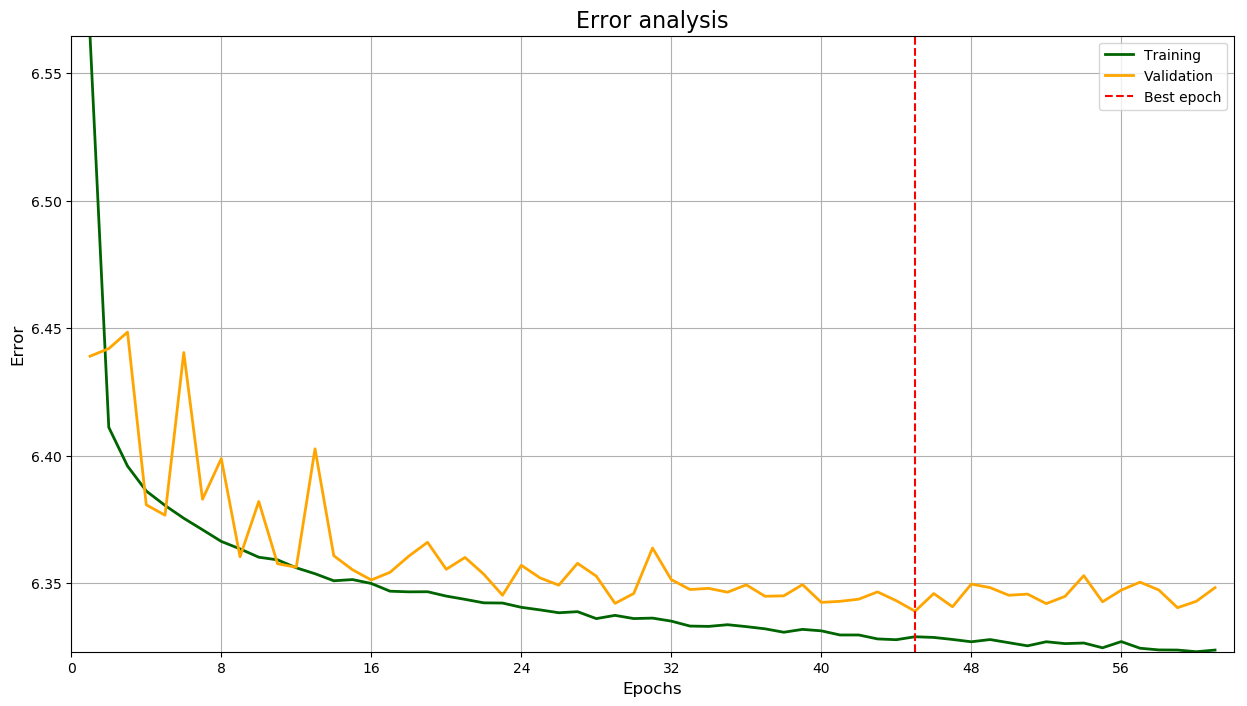 Error analysis
Training
Validation
Best epoch
6.55
6.50
6.45
6.40
6.35
Error
0 8 16 24 32 40 48 56
Epochs